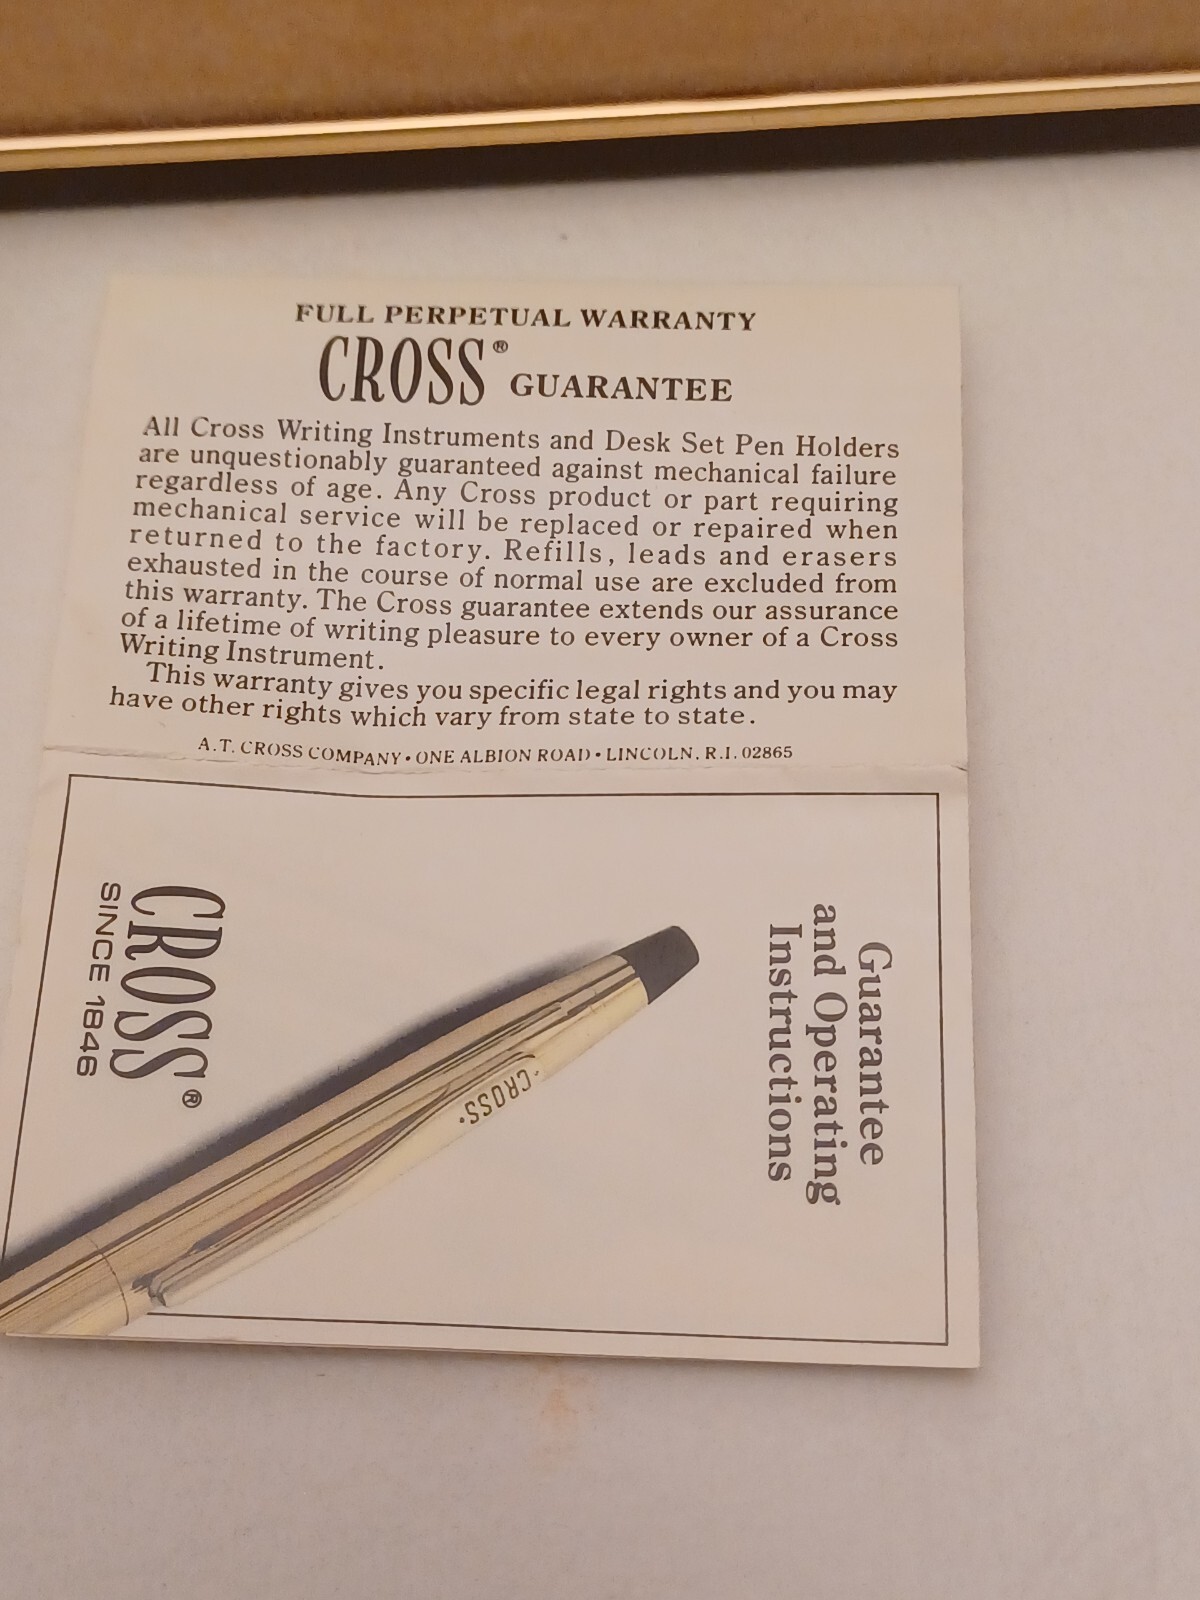 FULL PERPETUAL WARRANTY
CROSS® GUARANTEE
All Cross Writing Instruments and Desk Set Pen Holders
are unquestionably guaranteed against mechanical failure
regardless of age. Any Cross product or part requiring
mechanical service will be replaced or repaired when
returned to the factory. Refills, leads and erasers
exhausted in the course of normal use are excluded from
this warranty. The Cross guarantee extends our assurance
of a lifetime of writing pleasure to every owner of a Cross
Writing Instrument.
This warranty gives you specific legal rights and you may
have other rights which vary from state to state.
A.T. CROSS COMPANY • ONE ALBION ROAD • LINCOLN, R.I. 02865
Guarantee
and Operating
Instructions
·CROSS·
CROSS®
SINCE 1846